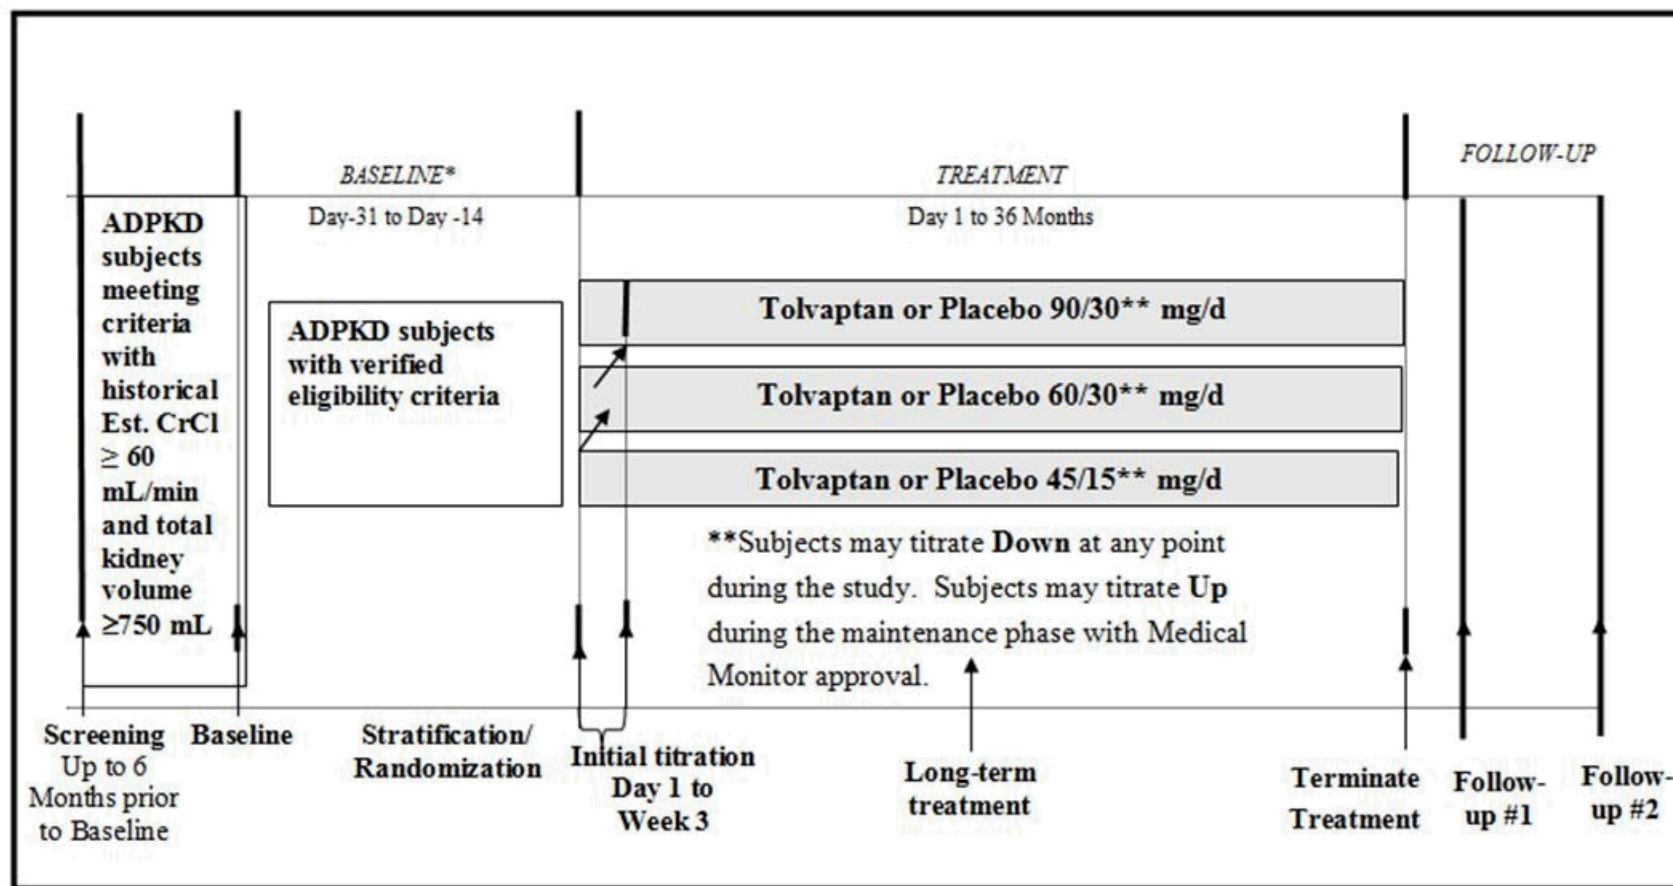 BASELINE*
TREATMENT
FOLLOW-UP
Day-31 to Day -14
Day 1 to 36 Months
ADPKD
subjects
meeting
criteria
with
historical
Est. CrCl
≥ 60
mL/min
and total
kidney
volume
≥750 mL
ADPKD subjects
with verified
eligibility criteria
Tolvaptan or Placebo 90/30** mg/d
Tolvaptan or Placebo 60/30** mg/d
Tolvaptan or Placebo 45/15** mg/d
**Subjects may titrate Down at any point
during the study. Subjects may titrate Up
during the maintenance phase with Medical
Monitor approval.
Screening
Up to 6
Months prior
to Baseline
Baseline
Stratification/
Randomization
Initial titration
Day 1 to
Week 3
Long-term
treatment
Terminate
Treatment
Follow-
up #1
Follow-
up #2